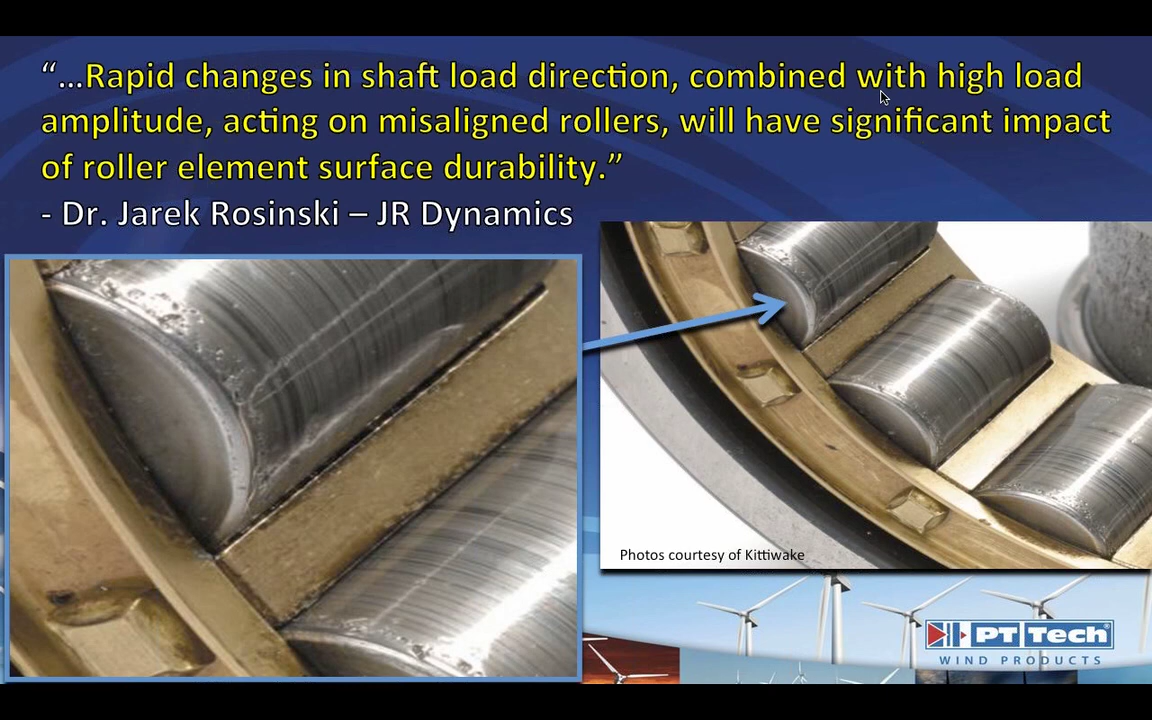 “...Rapid changes in shaft load direction, combined with high load
amplitude, acting on misaligned rollers, will have significant impact
of roller element surface durability.”
- Dr. Jarek Rosinski – JR Dynamics
Photos courtesy of Kittiwake
PT Tech®
WIND PRODUCTS